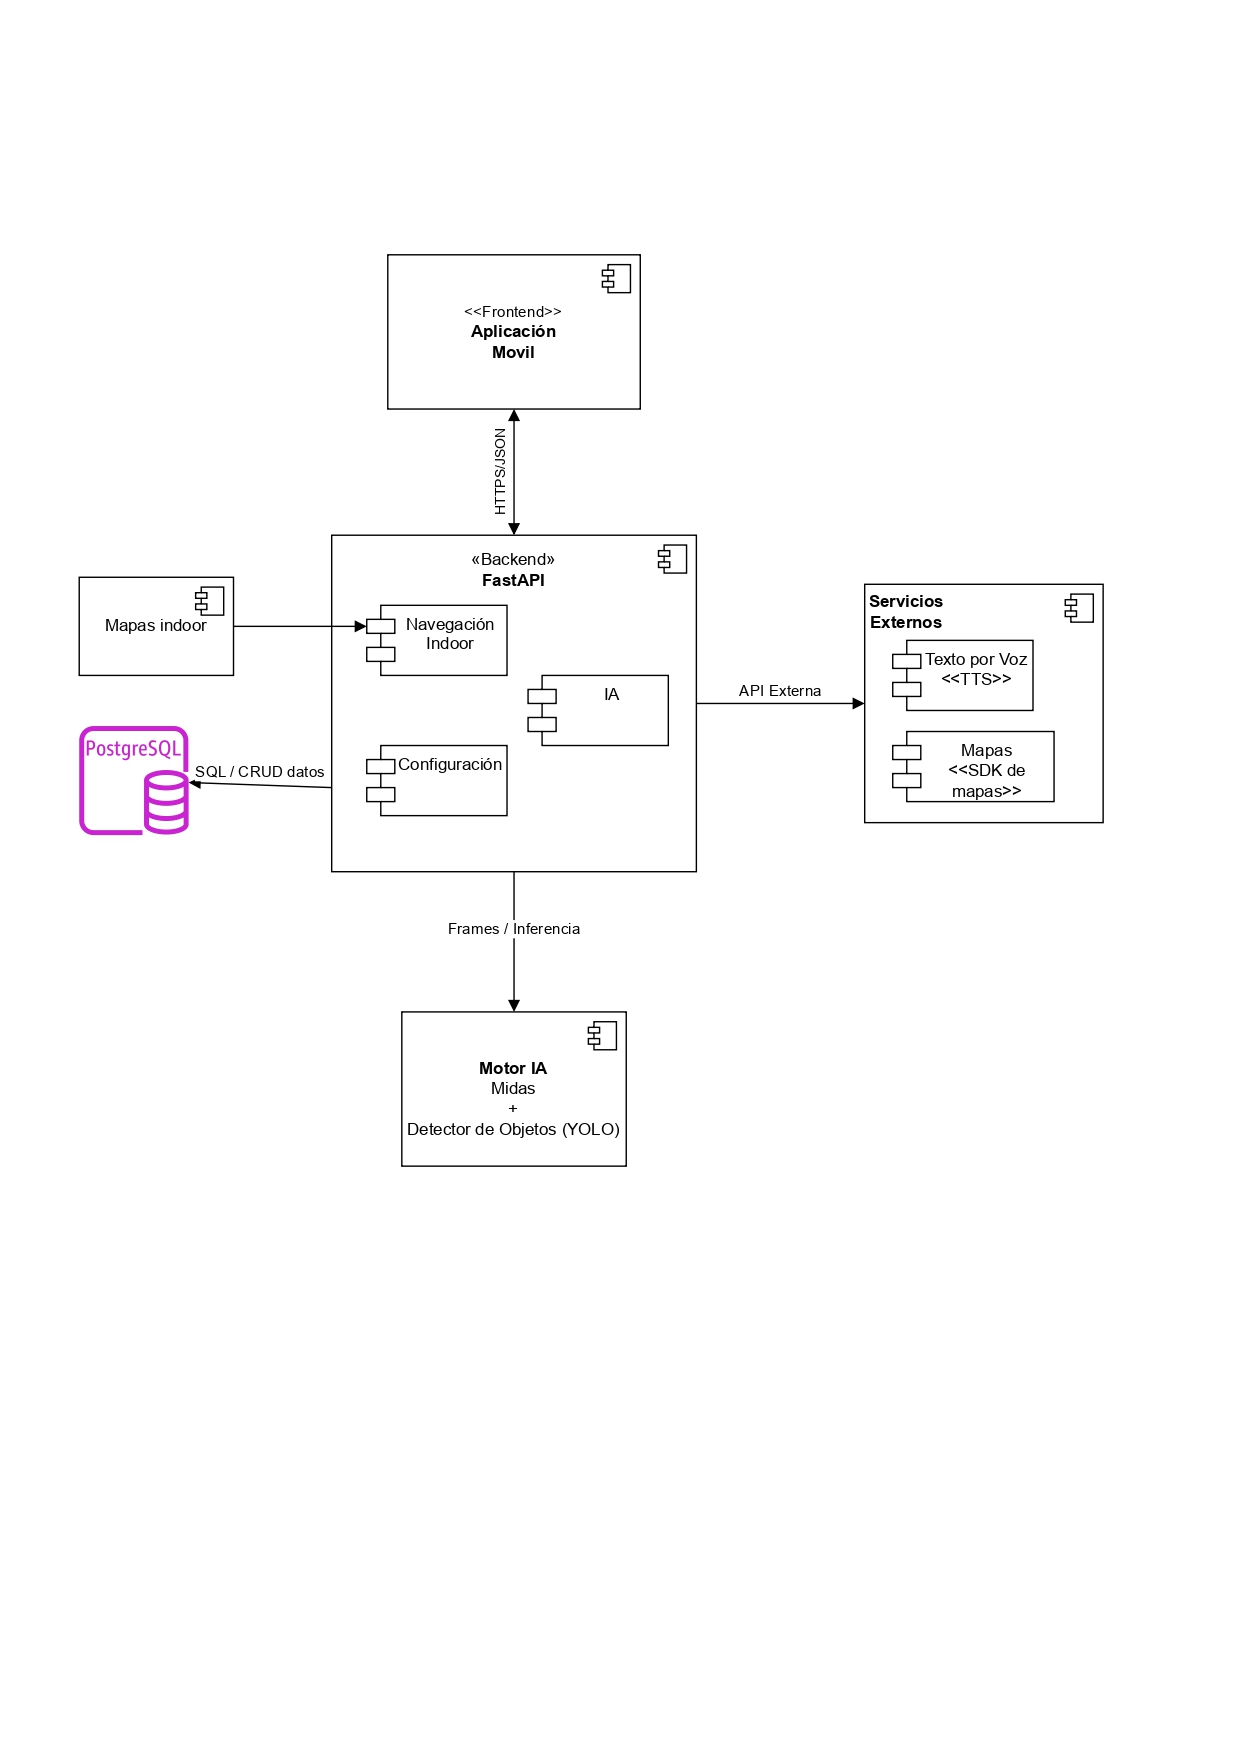 <<Frontend>>
Aplicación
Movil
HTTPS/JSON
«Backend»
FastAPI
Mapas indoor
Navegación
Indoor
IA
Configuración
PostgreSQL
SQL / CRUD datos
API Externa
Servicios
Externos
Texto por Voz
<<TTS>>
Mapas
<<SDK de
mapas>>
Frames / Inferencia
Motor IA
Midas
+
Detector de Objetos (YOLO)